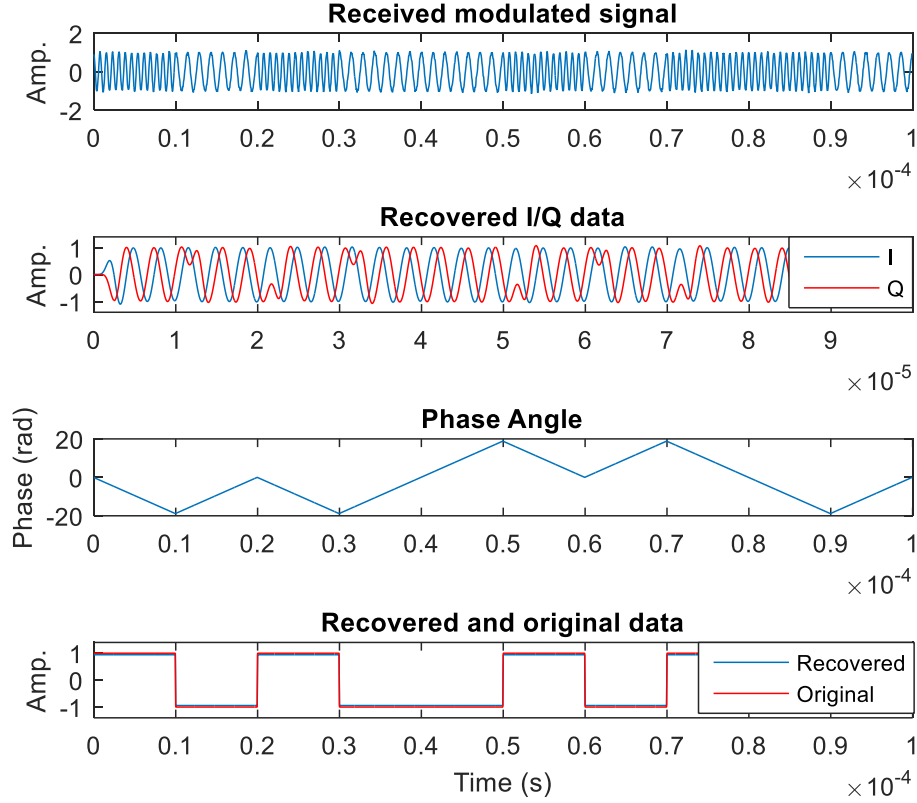 Received modulated signal
Amp.
2
0
-2
0 0.1 0.2 0.3 0.4 0.5 0.6 0.7 0.8 0.9 1
×10-4
Recovered I/Q data
Amp.
1
0
-1
I
Q
0 1 2 3 4 5 6 7 8 9
×10-5
Phase Angle
Phase (rad)
20
0
-20
0 0.1 0.2 0.3 0.4 0.5 0.6 0.7 0.8 0.9 1
×10-4
Recovered and original data
Amp.
1
0
-1
Recovered
Original
0 0.1 0.2 0.3 0.4 0.5 0.6 0.7 0.8 0.9 1
Time (s)
×10-4